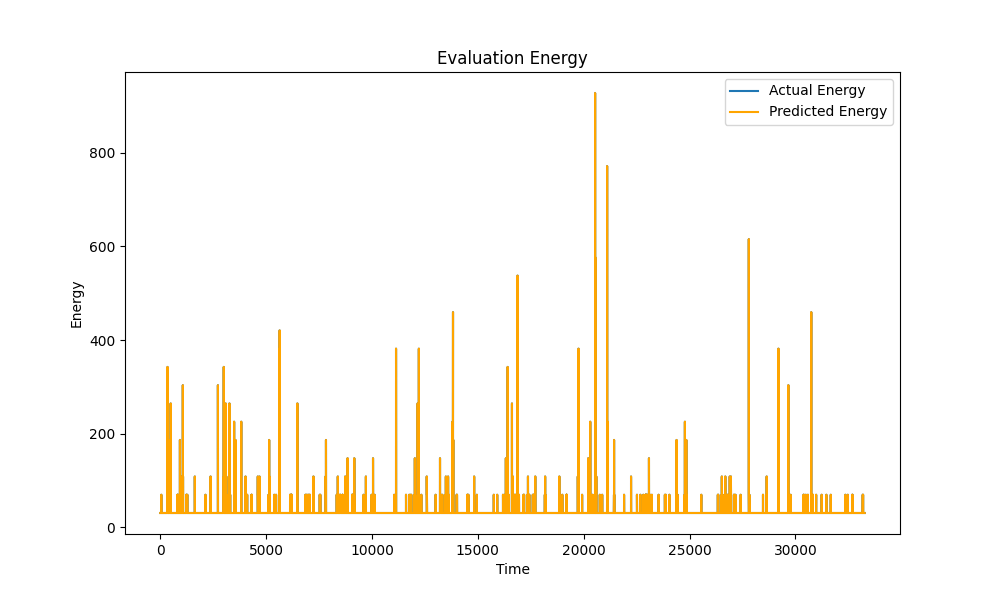 Evaluation Energy
Actual Energy
Predicted Energy
800
600
400
200
0
Energy
0 5000 10000 15000 20000 25000 30000
Time